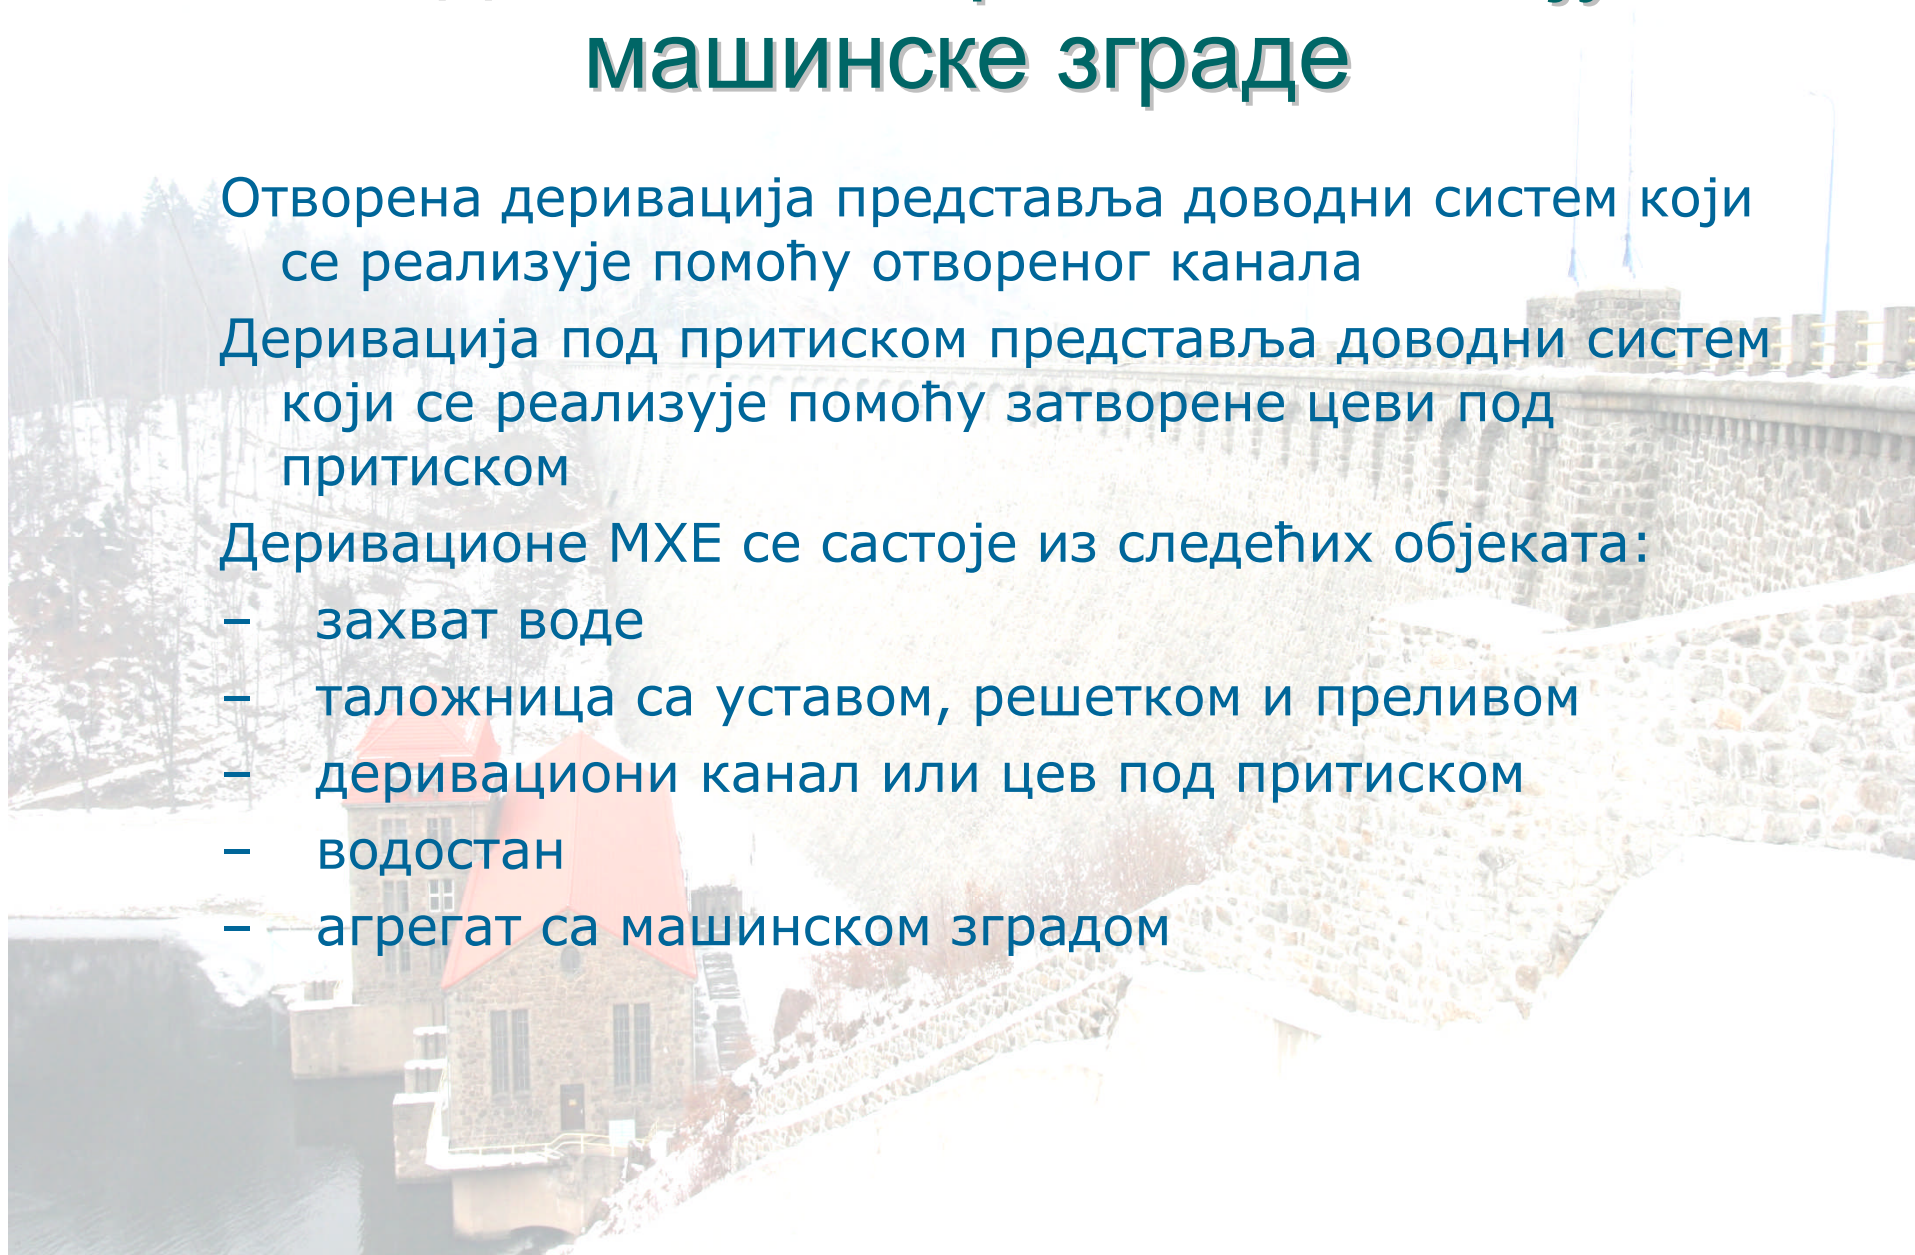 машинске зграде
Отворена деривација представља доводни систем који
се реализује помоћу отвореног канала
Деривација под притиском представља доводни систем
који се реализује помоћу затворене цеви под
притиском
Деривационе МХЕ се састоје из следећих објеката:
– захват воде
– таложница са уставом, решетком и преливом
– деривациони канал или цев под притиском
– водостан
– агрегат са машинском зградом